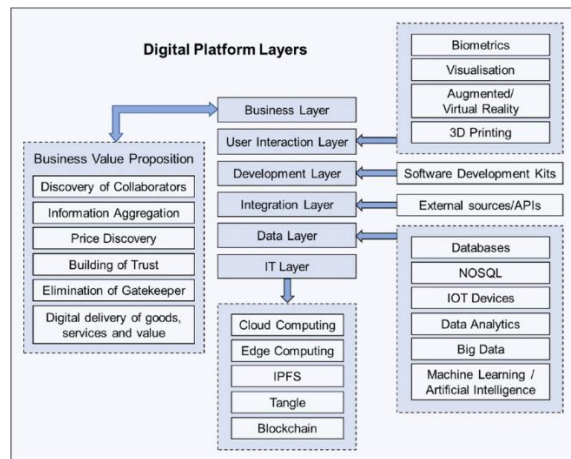 Digital Platform Layers
Business Layer
User Interaction Layer
Development Layer
Integration Layer
Data Layer
IT Layer
Business Value Proposition
Discovery of Collaborators
Information Aggregation
Price Discovery
Building of Trust
Elimination of Gatekeeper
Digital delivery of goods,
services and value
Cloud Computing
Edge Computing
IPFS
Tangle
Blockchain
Biometrics
Visualisation
Augmented/
Virtual Reality
3D Printing
Software Development Kits
External sources/APIs
Databases
NOSQL
IOT Devices
Data Analytics
Big Data
Machine Learning /
Artificial Intelligence